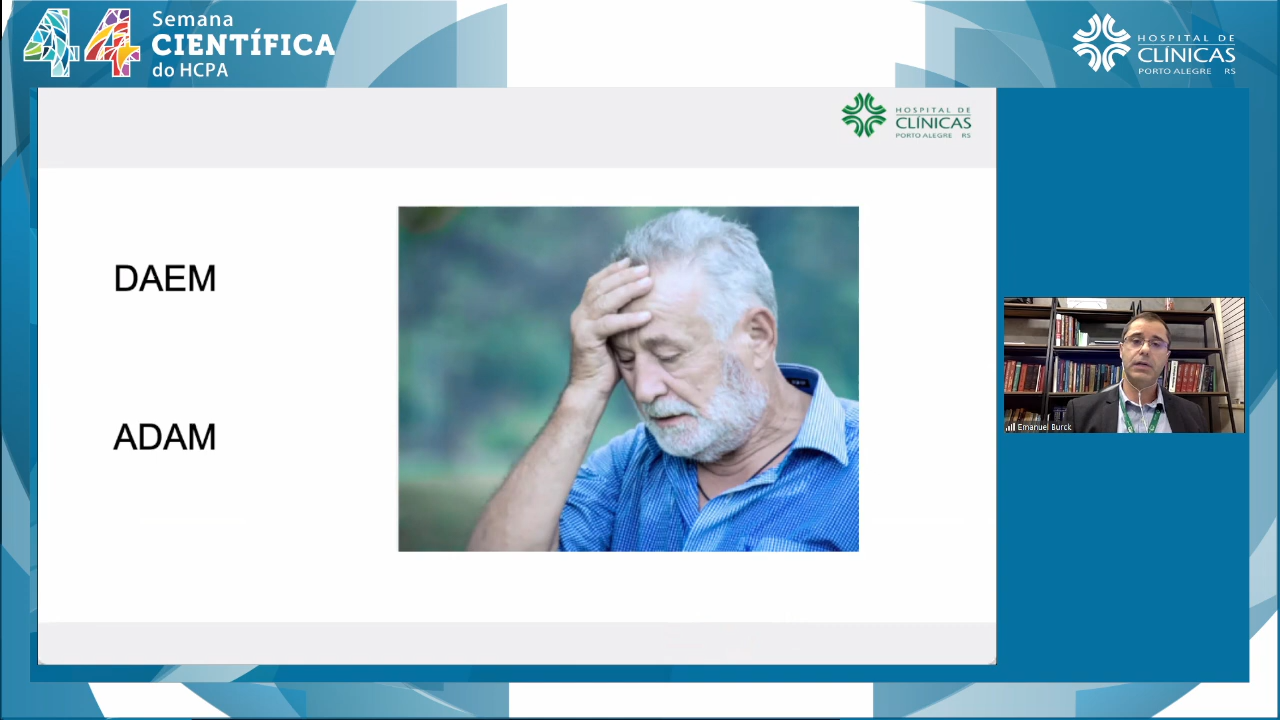 44
Semana
CIENTÍFICA
do HCPA
HOSPITAL DE
CLÍNICAS
PORTO ALEGRE RS
HOSPITAL DE
CLÍNICAS
PORTO ALEGRE RS
DAEM
ADAM
Emanuel Burck